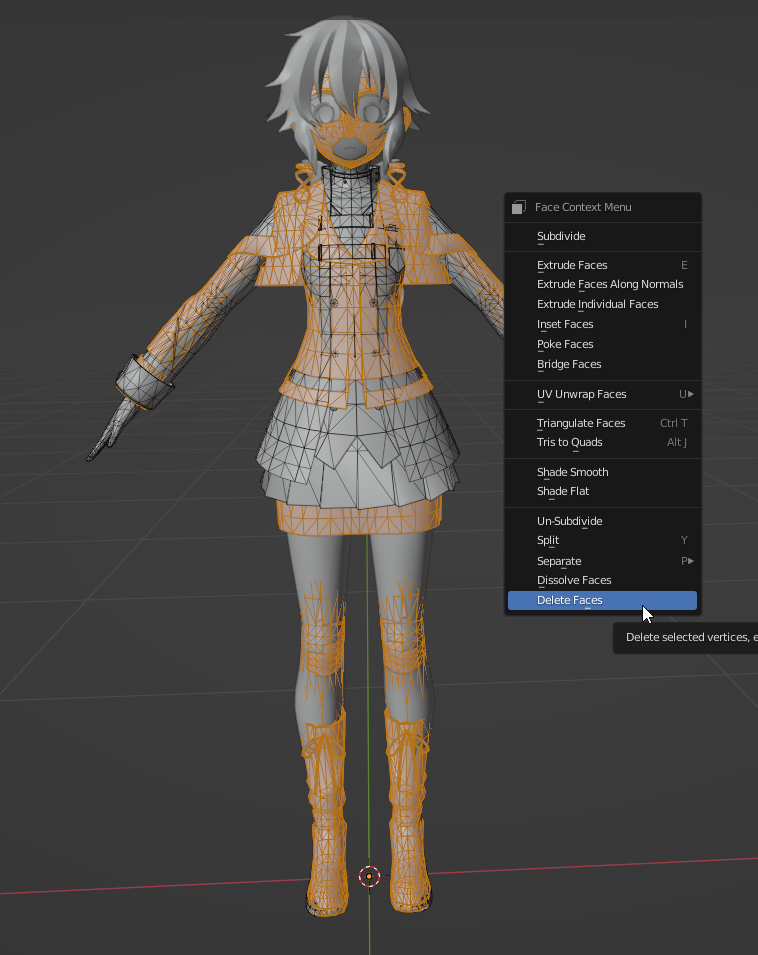 Face Context Menu
Subdivide
Extrude Faces E
Extrude Faces Along Normals
Extrude Individual Faces
Inset Faces I
Poke Faces
Bridge Faces
UV Unwrap Faces U▶
Triangulate Faces Ctrl T
Tris to Quads Alt J
Shade Smooth
Shade Flat
Un-Subdivide
Split Y
Separate P▶
Dissolve Faces
Delete Faces
Delete selected vertices, e